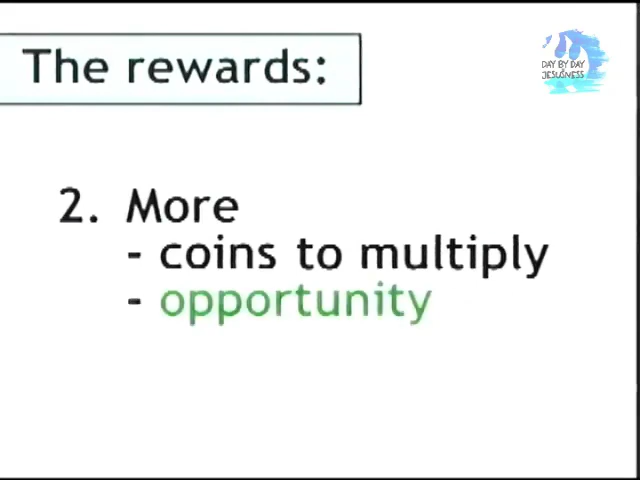 The rewards:
DAY BY DAY
JESUSNESS
2. More
- coins to multiply
- opportunity